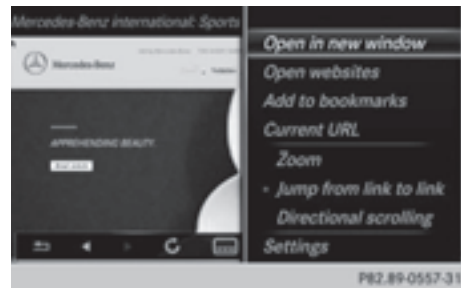 Mercedes-Benz international: Sports
Mercedes-Benz
APPREHENDING BEAUTY.
Open in new window
Open websites
Add to bookmarks
Current URL
Zoom
Jump from link to link
Directional scrolling
Settings
P82.89-0557-31